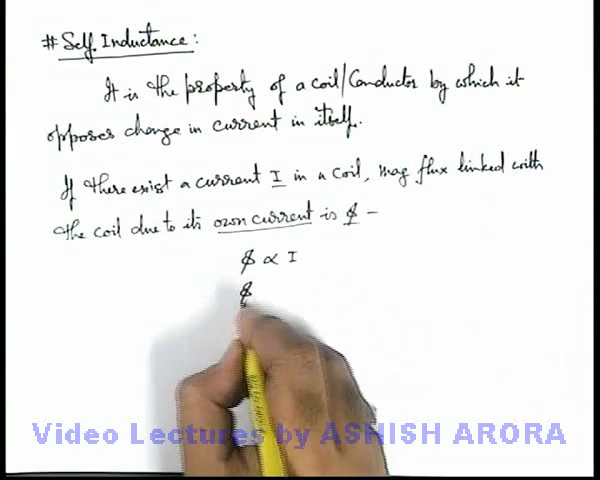 # Self Inductance :
It is the property of a coil/Conductor by which it
opposes change in current in itself.
If there exist a current I in a coil, mag flux linked with
the coil due to its own current is ϕ –
ϕ ∝ I
ϕ
Video Lectures by ASHISH ARORA